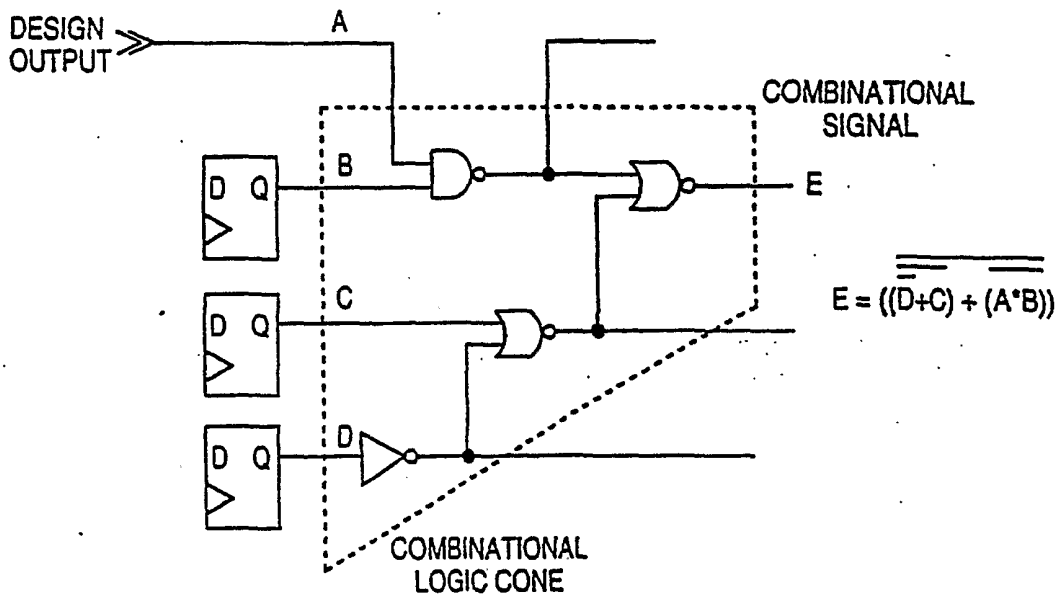 DESIGN
OUTPUT
A
COMBINATIONAL
SIGNAL
B
D Q
E
C
D Q
E = ((D̅+C) + (A*B))
D
D Q
COMBINATIONAL
LOGIC CONE